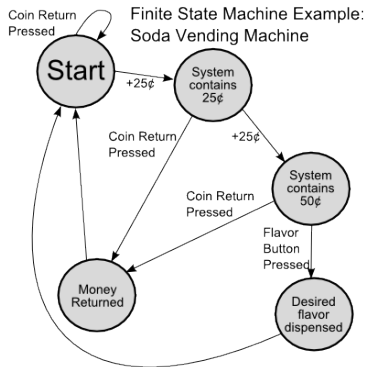 Finite State Machine Example:
Soda Vending Machine
Coin Return
Pressed
Start
+25¢
System
contains
25¢
Coin Return
Pressed
+25¢
System
contains
50¢
Coin Return
Pressed
Flavor
Button
Pressed
Money
Returned
Desired
flavor
dispensed